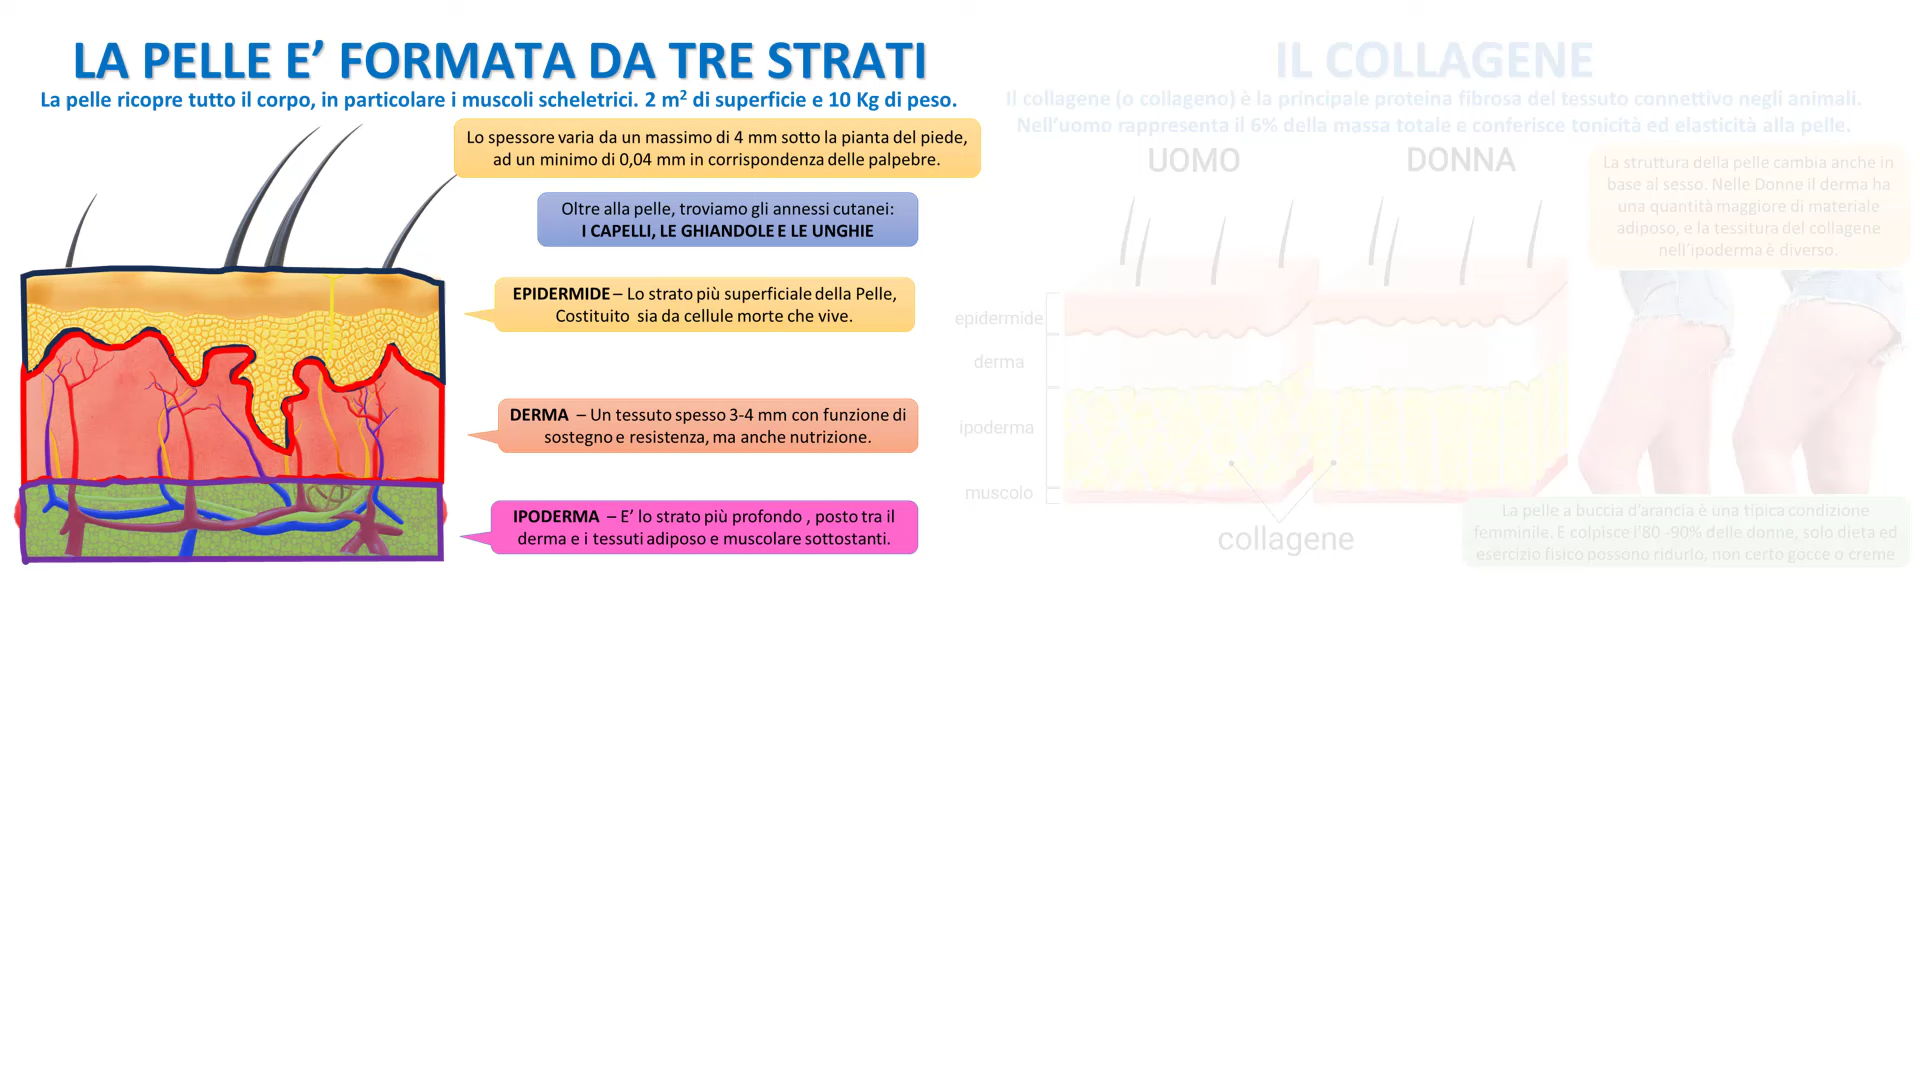 LA PELLE E’ FORMATA DA TRE STRATI
La pelle ricopre tutto il corpo, in particolare i muscoli scheletrici. 2 m² di superficie e 10 Kg di peso.
Lo spessore varia da un massimo di 4 mm sotto la pianta del piede,
ad un minimo di 0,04 mm in corrispondenza delle palpebre.
Oltre alla pelle, troviamo gli annessi cutanei:
I CAPELLI, LE GHIANDOLE E LE UNGHIE
EPIDERMIDE – Lo strato più superficiale della Pelle,
Costituito sia da cellule morte che vive.
DERMA – Un tessuto spesso 3-4 mm con funzione di
sostegno e resistenza, ma anche nutrizione.
IPODERMA – E’ lo strato più profondo , posto tra il
derma e i tessuti adiposo e muscolare sottostanti.
IL COLLAGENE
Il collagene (o collageno) è la principale proteina fibrosa del tessuto connettivo negli animali.
Nell’uomo rappresenta il 6% della massa totale e conferisce tonicità ed elasticità alla pelle.
UOMO
DONNA
La struttura della pelle cambia anche in
base al sesso. Nelle Donne il derma ha
una quantità maggiore di materiale
adiposo, e la tessitura del collagene
nell’ipoderma è diverso.
epidermide
derma
ipoderma
muscolo
collagene
La pelle a buccia d’arancia è una tipica condizione
femminile. E colpisce l’80 -90% delle donne, solo dieta ed
esercizio fisico possono ridurlo, non certo gocce o creme